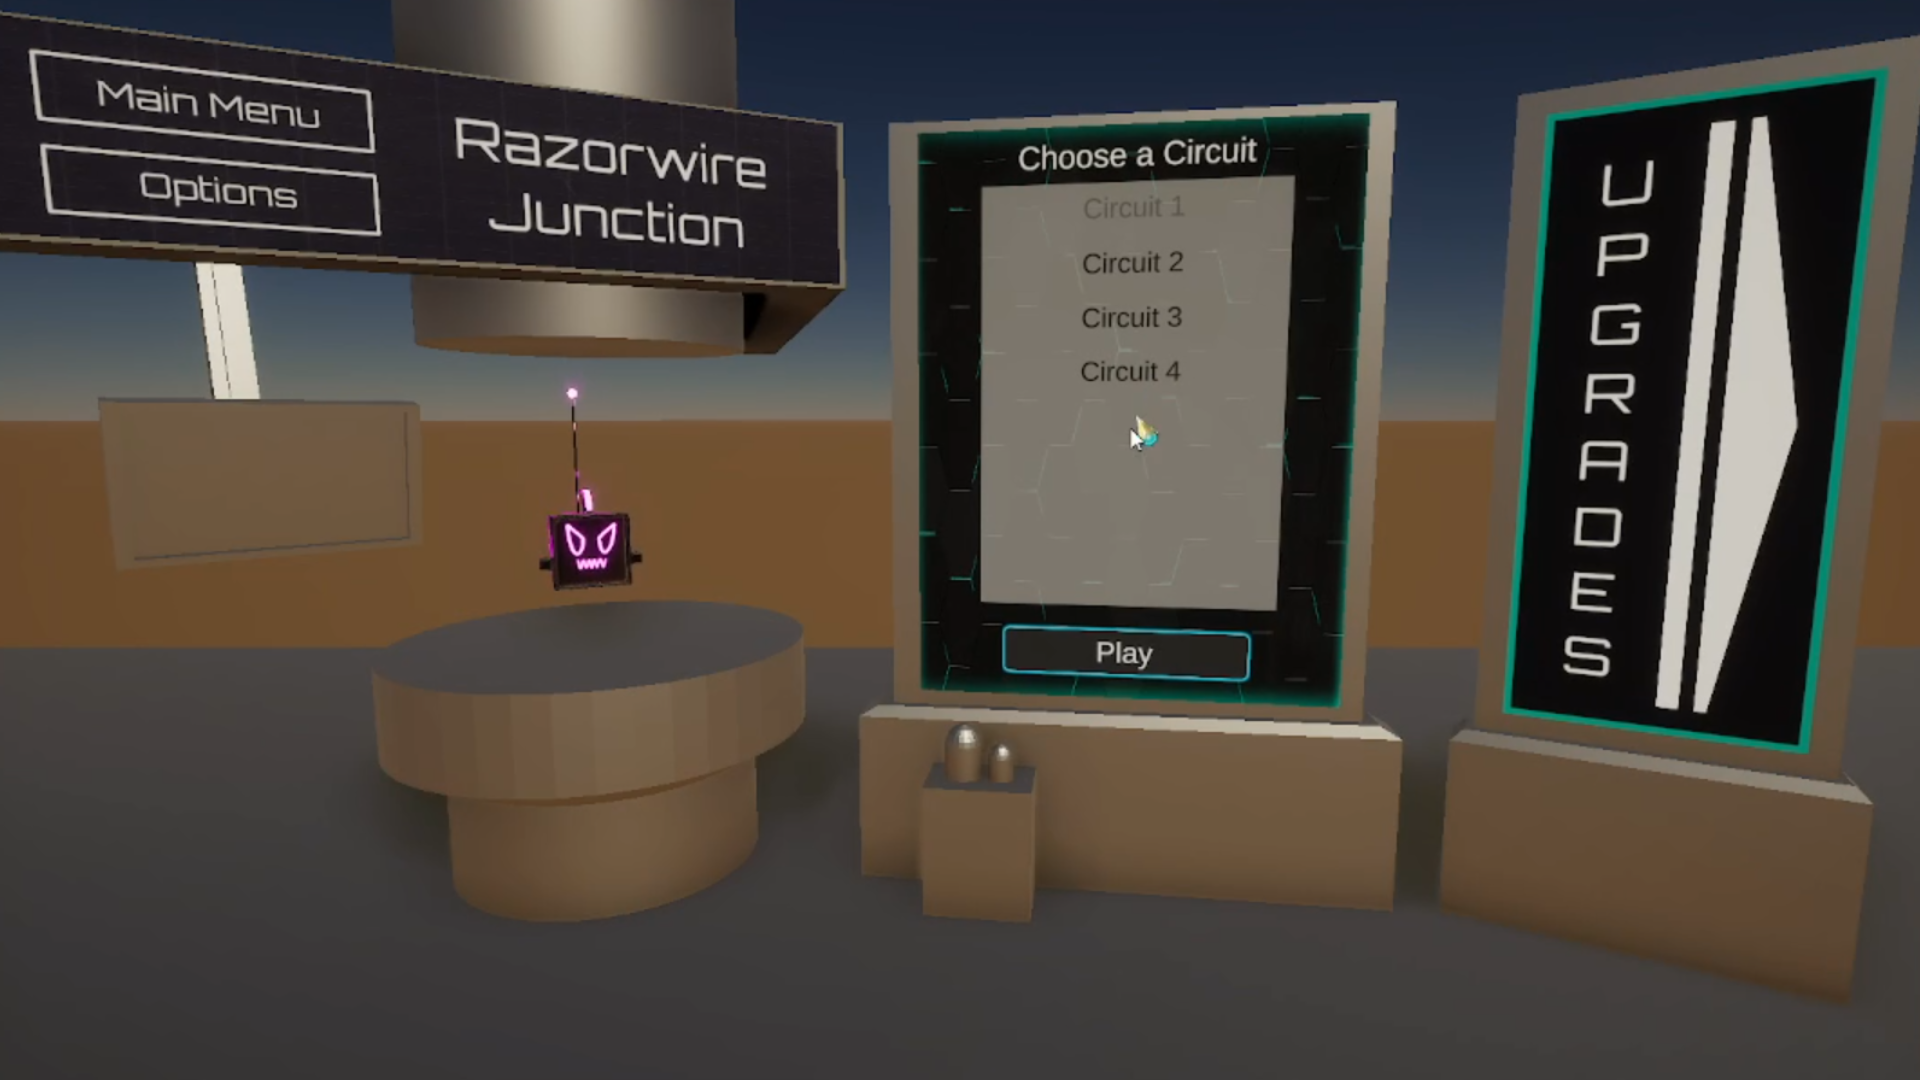 Main Menu
Options
Razorwire
Junction
Choose a Circuit
Circuit 1
Circuit 2
Circuit 3
Circuit 4
Play
UPGRADES